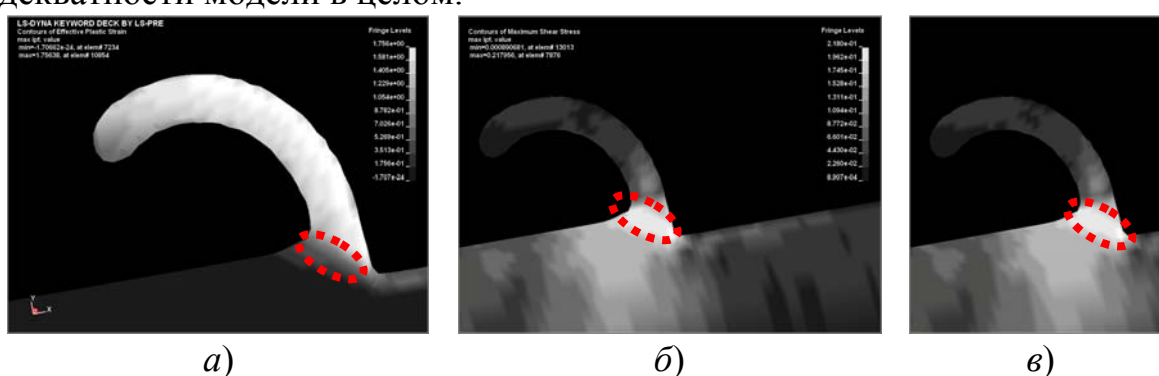 декватности модели в целом.
LS-DYNA KEYWORD DECK BY LS-PRE
Contours of Effective Plastic Strain
max ipt. value
min=-1.70662e-24, at elem# 7234
max=1.75638, at elem# 10854
Fringe Levels
1.756e+00
1.581e+00
1.405e+00
1.229e+00
1.054e+00
8.782e-01
7.026e-01
5.269e-01
3.513e-01
1.756e-01
-1.707e-24
Y
X
Contours of Maximum Shear Stress
max ipt. value
min=0.000890681, at elem# 13013
max=0.217956, at elem# 7876
Fringe Levels
2.180e-01
1.962e-01
1.745e-01
1.528e-01
1.311e-01
1.094e-01
8.772e-02
6.601e-02
4.430e-02
2.260e-02
8.907e-04
а) б) в)